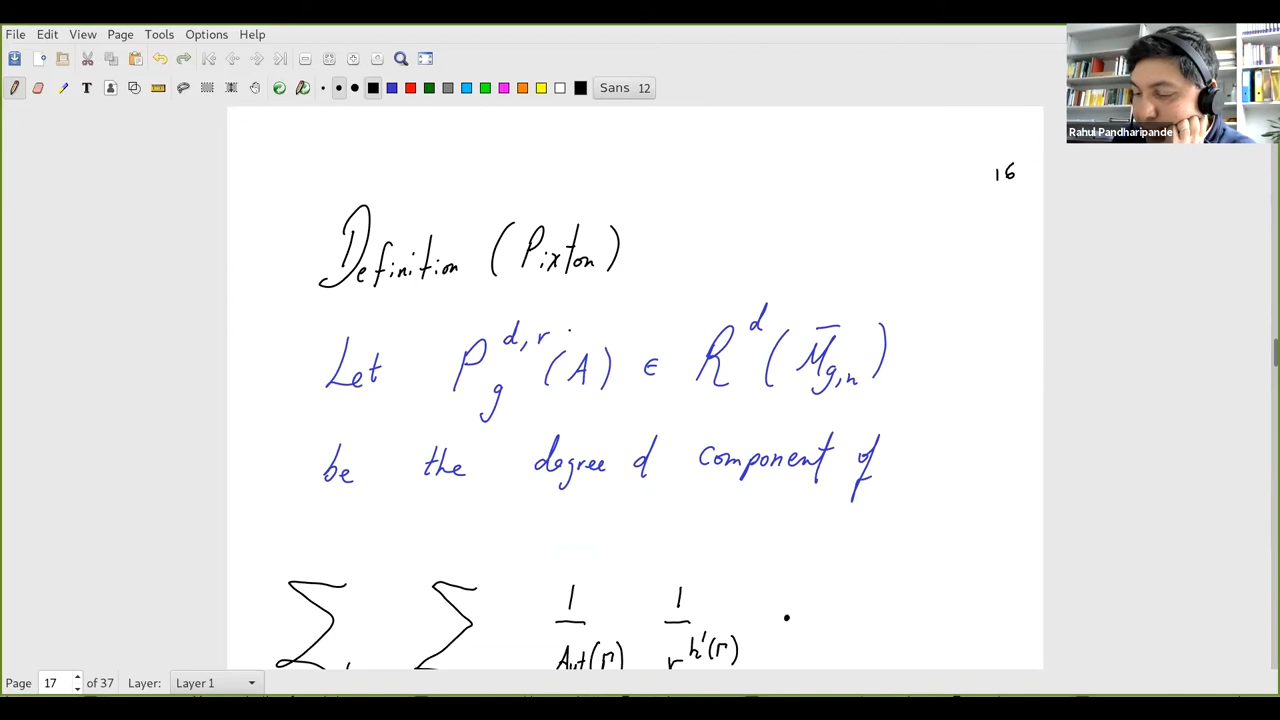 File Edit View Page Tools Options Help
Sans 12
Rahul Pandharipande
16
Definition (Pixton)
Let P_g^{d,r}(A) ∈ R^d(M̄_{g,n})
be the degree d component of
∑ ∑ 1/Aut(Γ) 1/r^{h¹(Γ)} ·
Page 17 of 37 Layer: Layer 1